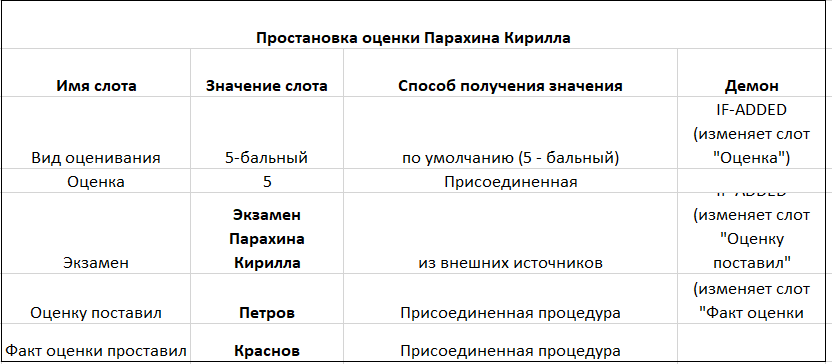 Простановка оценки Парахина Кирилла
Имя слота Значение слота Способ получения значения Демон
IF-ADDED
(изменяет слот
Вид оценивания 5-бальный по умолчанию (5 - бальный) "Оценка")
Оценка 5 Присоединенная
IF-ADDED
Экзамен (изменяет слот
Парахина "Оценку
Экзамен Кирилла из внешних источников поставил"
(изменяет слот
Оценку поставил Петров Присоединенная процедура "Факт оценки
Факт оценки проставил Краснов Присоединенная процедура